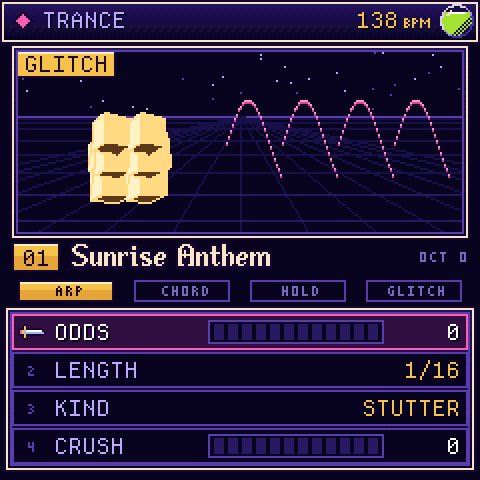 TRANCE 138 BPM
GLITCH
01 Sunrise Anthem OCT 0
ARP CHORD HOLD GLITCH
ODDS 0
2 LENGTH 1/16
3 KIND STUTTER
4 CRUSH 0